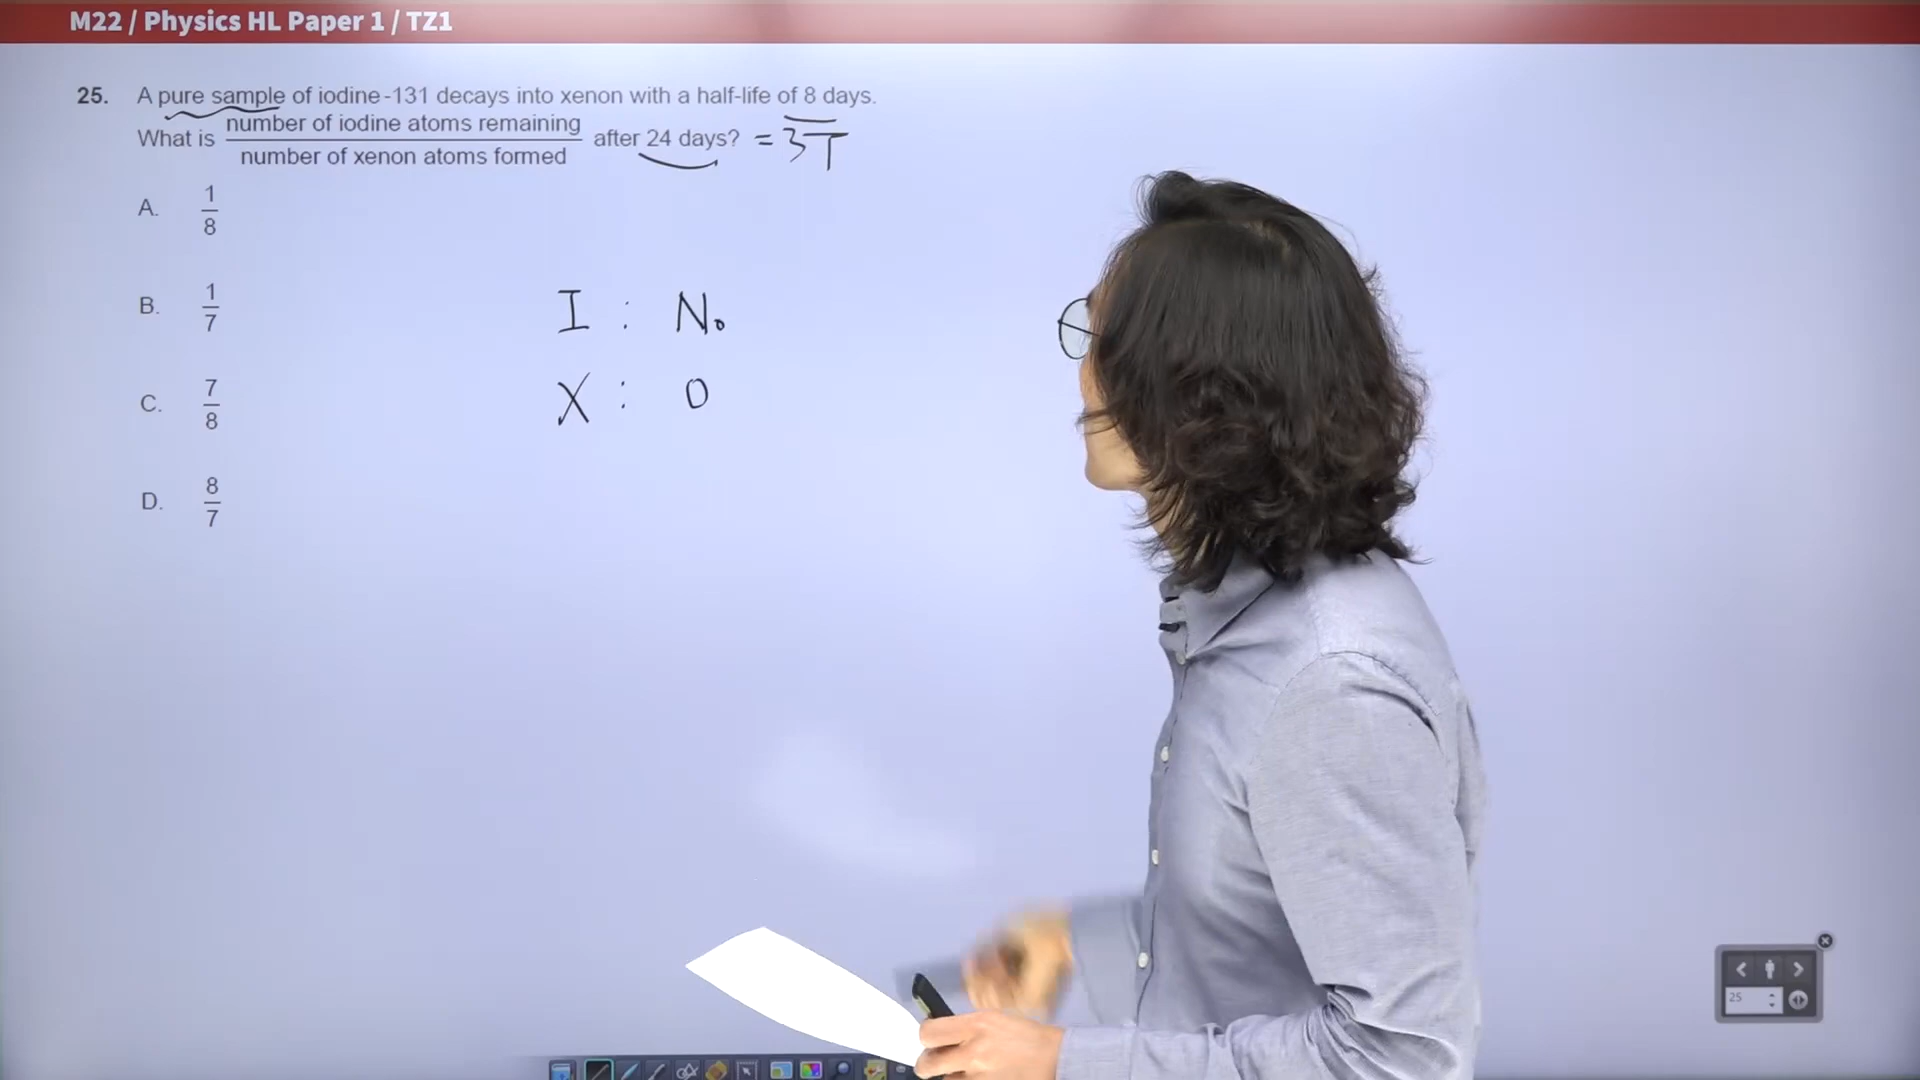 M22 / Physics HL Paper 1 / TZ1
25. A pure sample of iodine-131 decays into xenon with a half-life of 8 days.
What is number of iodine atoms remaining / number of xenon atoms formed after 24 days? = 3T
A. 1/8
B. 1/7
C. 7/8
D. 8/7
I : N₀
X : 0
25